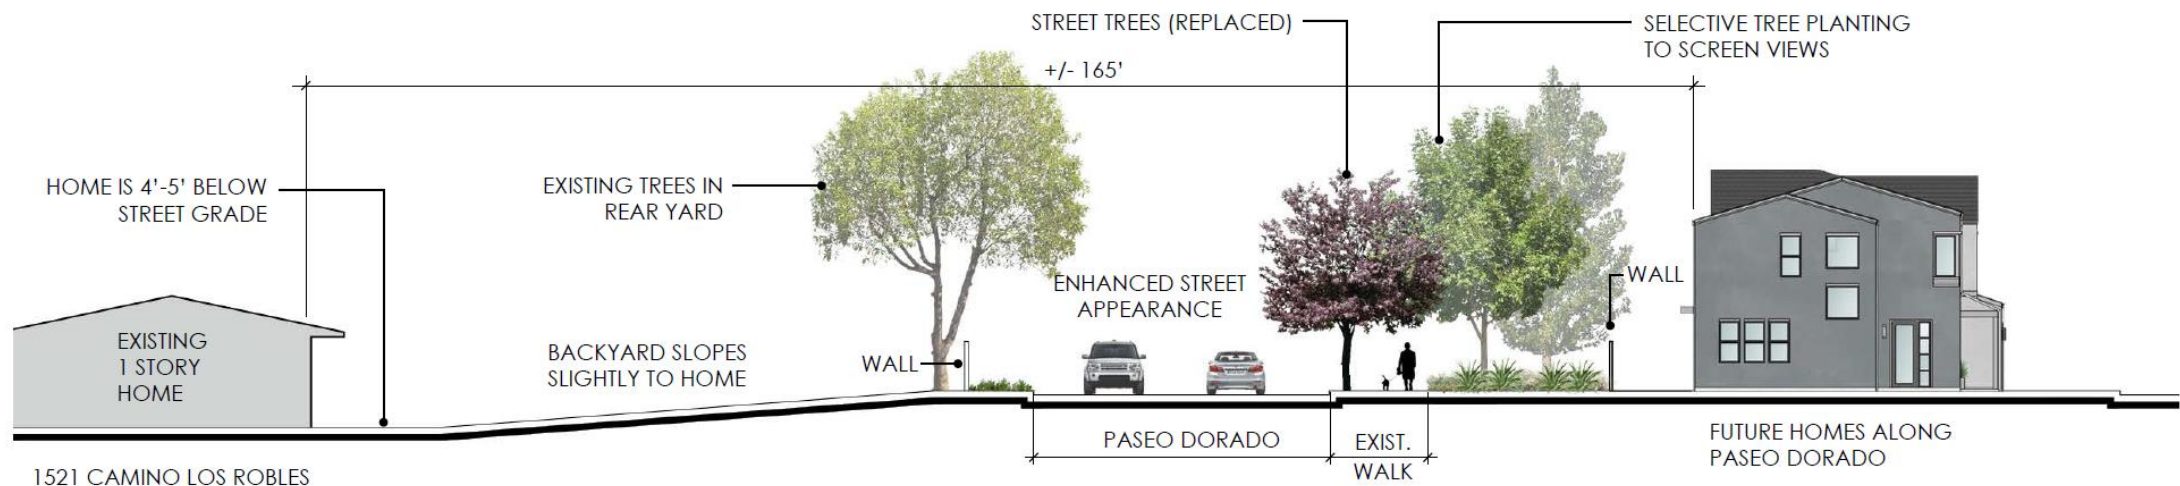 STREET TREES (REPLACED)
SELECTIVE TREE PLANTING
TO SCREEN VIEWS
+/- 165'
HOME IS 4'-5' BELOW
STREET GRADE
EXISTING TREES IN
REAR YARD
ENHANCED STREET
APPEARANCE
WALL
EXISTING
1 STORY
HOME
BACKYARD SLOPES
SLIGHTLY TO HOME
WALL
PASEO DORADO
EXIST.
WALK
FUTURE HOMES ALONG
PASEO DORADO
1521 CAMINO LOS ROBLES